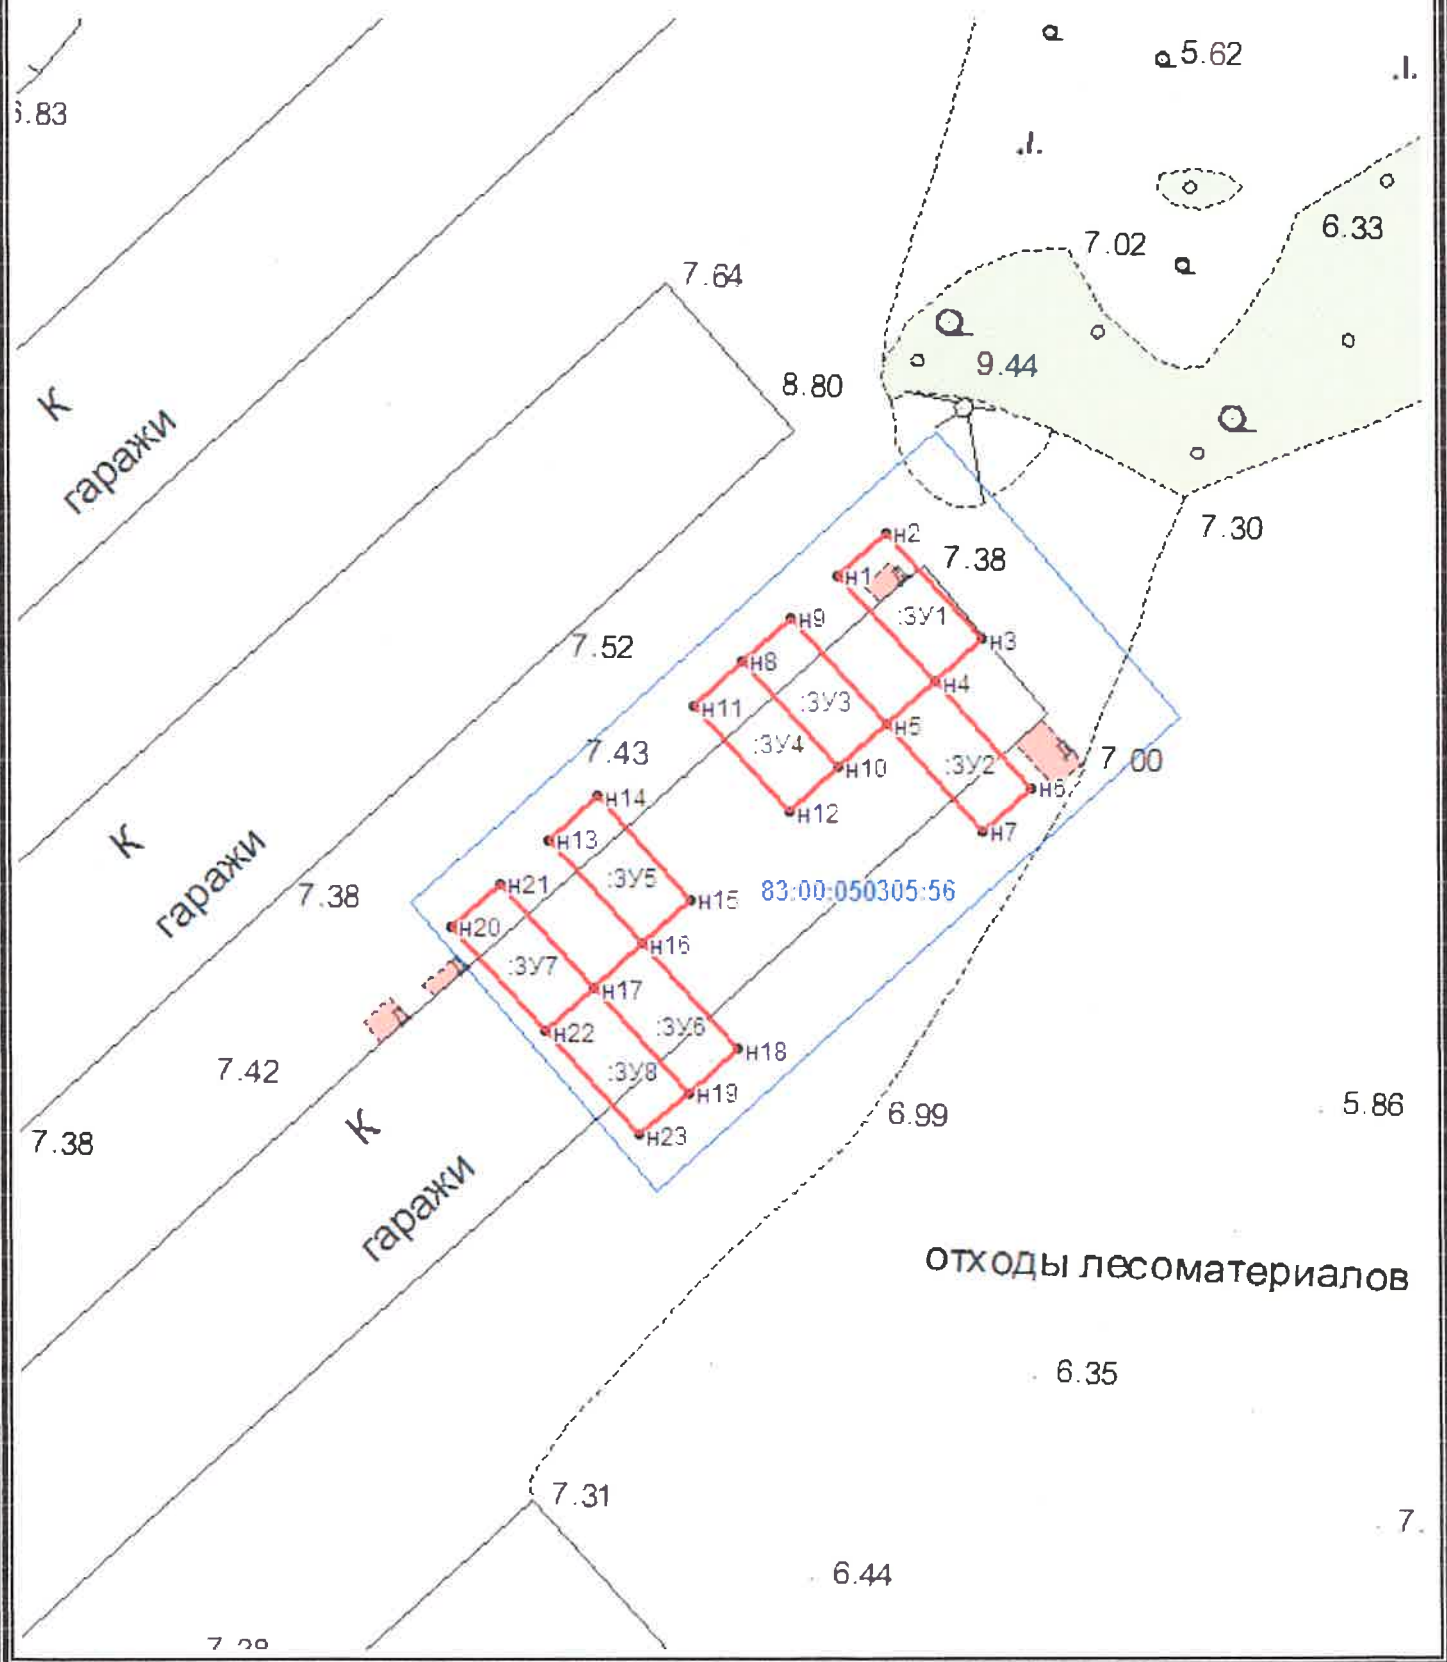 5.62
.I.
.83
.I.
7.02
6.33
7.64
9.44
8.80
К
гаражи
7.30
н2
7.38
н1
:ЗУ1
н9
н3
7.52
н8
н4
:ЗУ3
н11
н5
:ЗУ4
7.43
7.00
н10
:ЗУ2
н6
н14
н12
н7
К
н13
гаражи
:ЗУ5
н21
83:00:050305:56
7.38
н15
н20
н16
:ЗУ7
н17
:ЗУ6
н22
н18
7.42
:ЗУ8
н19
5.86
6.99
К
н23
7.38
гаражи
отходы лесоматериалов
6.35
7.31
7.
6.44